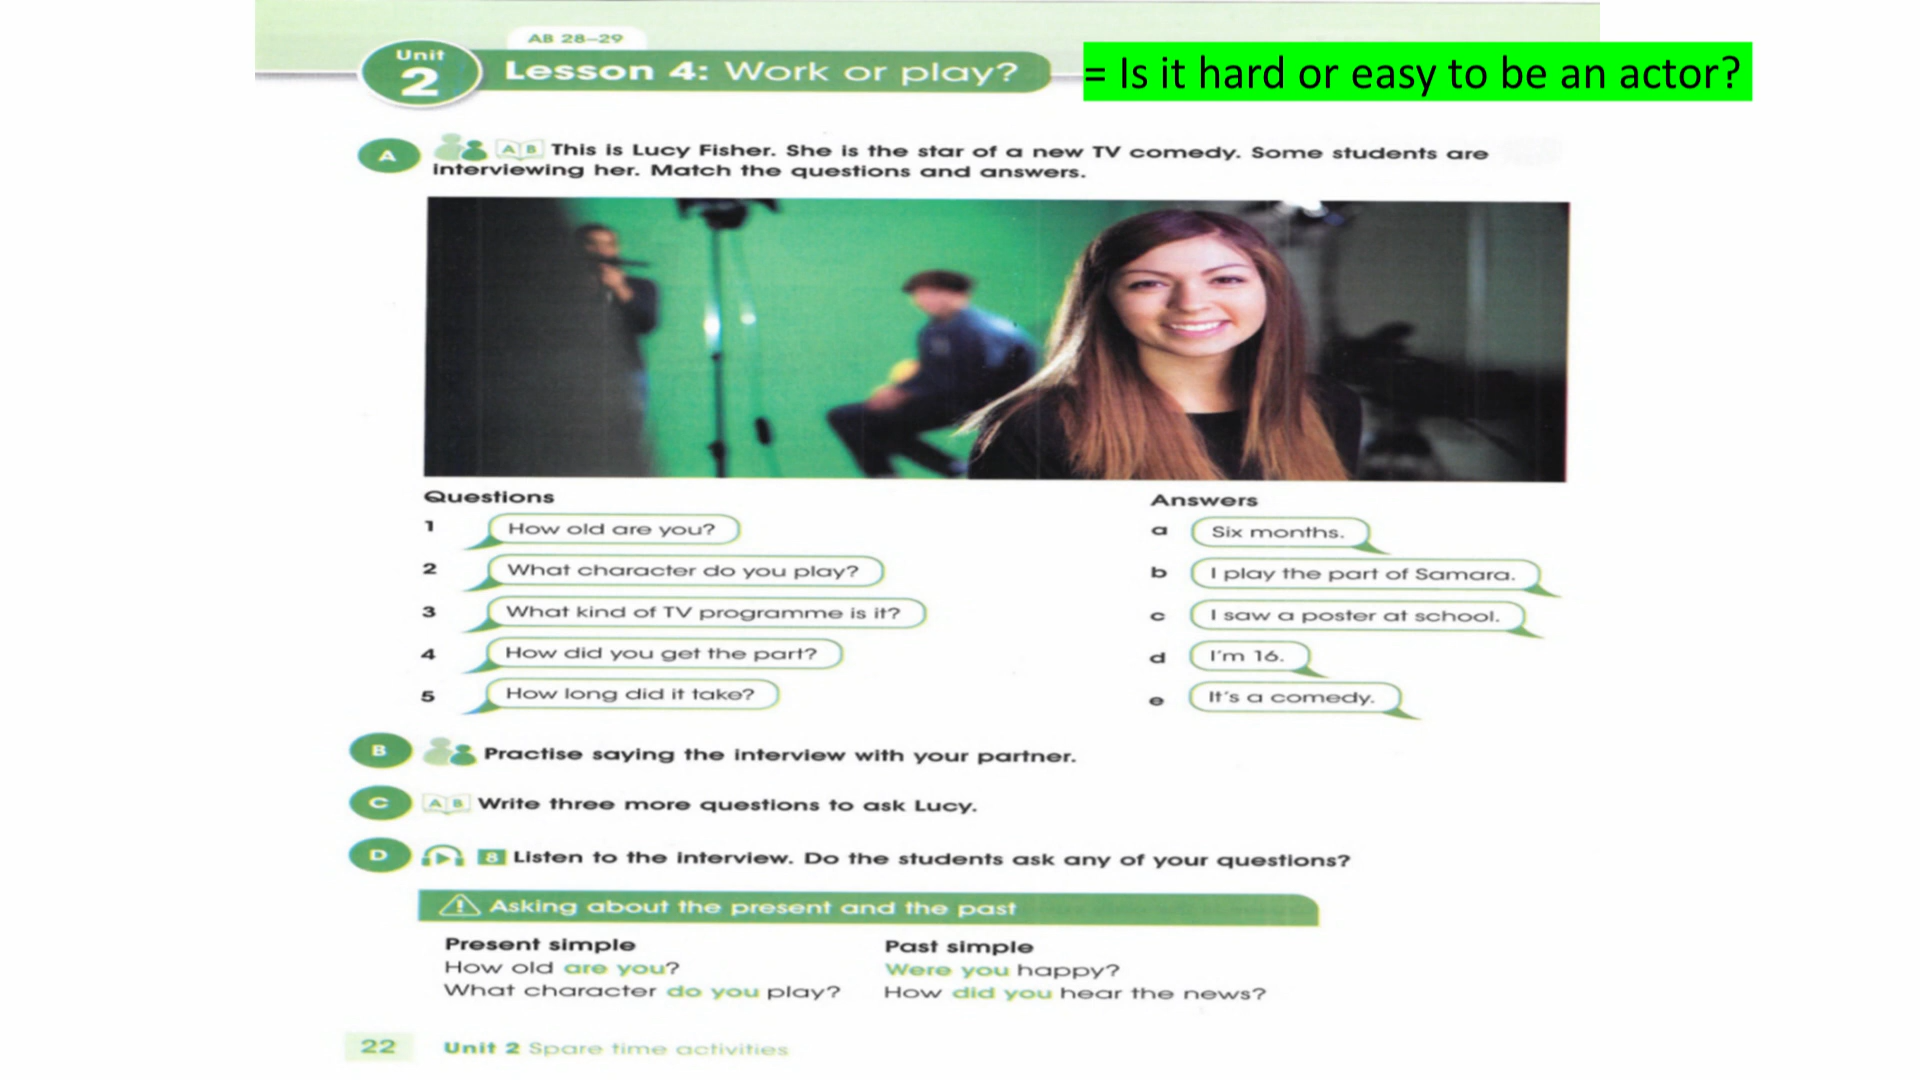 AB 28–29
Unit
2
Lesson 4: Work or play?
= Is it hard or easy to be an actor?
A
A B This is Lucy Fisher. She is the star of a new TV comedy. Some students are
interviewing her. Match the questions and answers.
Questions
1 How old are you?
2 What character do you play?
3 What kind of TV programme is it?
4 How did you get the part?
5 How long did it take?
Answers
a Six months.
b I play the part of Samara.
c I saw a poster at school.
d I'm 16.
e It's a comedy.
B Practise saying the interview with your partner.
C A B Write three more questions to ask Lucy.
D 8 Listen to the interview. Do the students ask any of your questions?
Asking about the present and the past
Present simple
How old are you?
What character do you play?
Past simple
Were you happy?
How did you hear the news?
22 Unit 2 Spare time activities